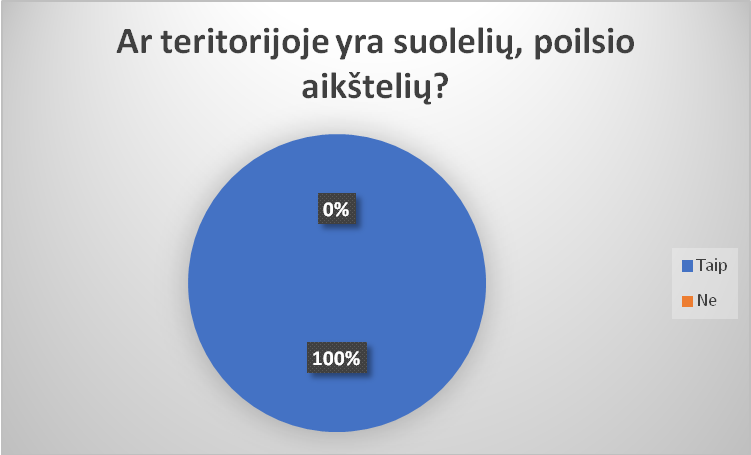 Ar teritorijoje yra suolelių, poilsio
aikštelių?
0%
100%
Taip
Ne